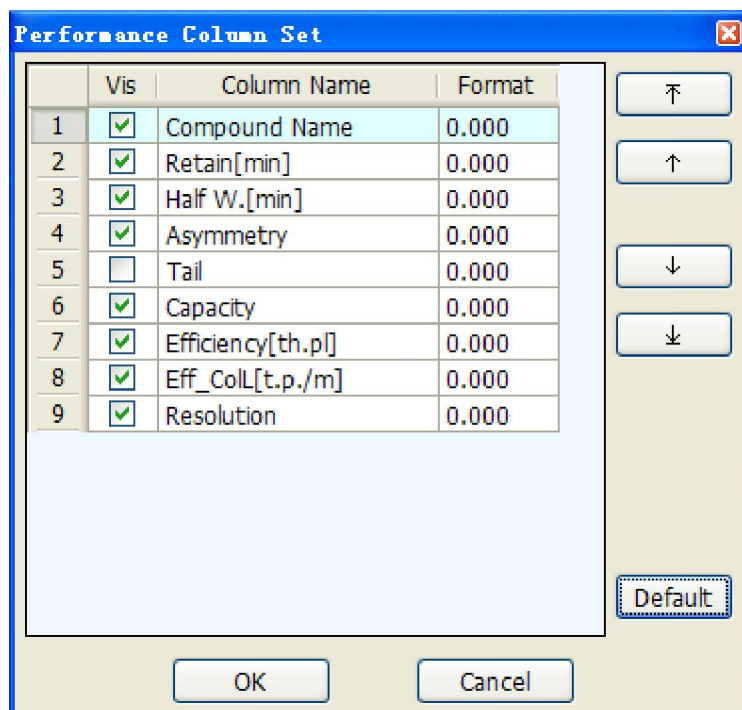 Performance Column Set
Vis Column Name Format
1 Compound Name 0.000
2 Retain[min] 0.000
3 Half W.[min] 0.000
4 Asymmetry 0.000
5 Tail 0.000
6 Capacity 0.000
7 Efficiency[th.pl] 0.000
8 Eff_ColL[t.p./m] 0.000
9 Resolution 0.000
Default
OK Cancel